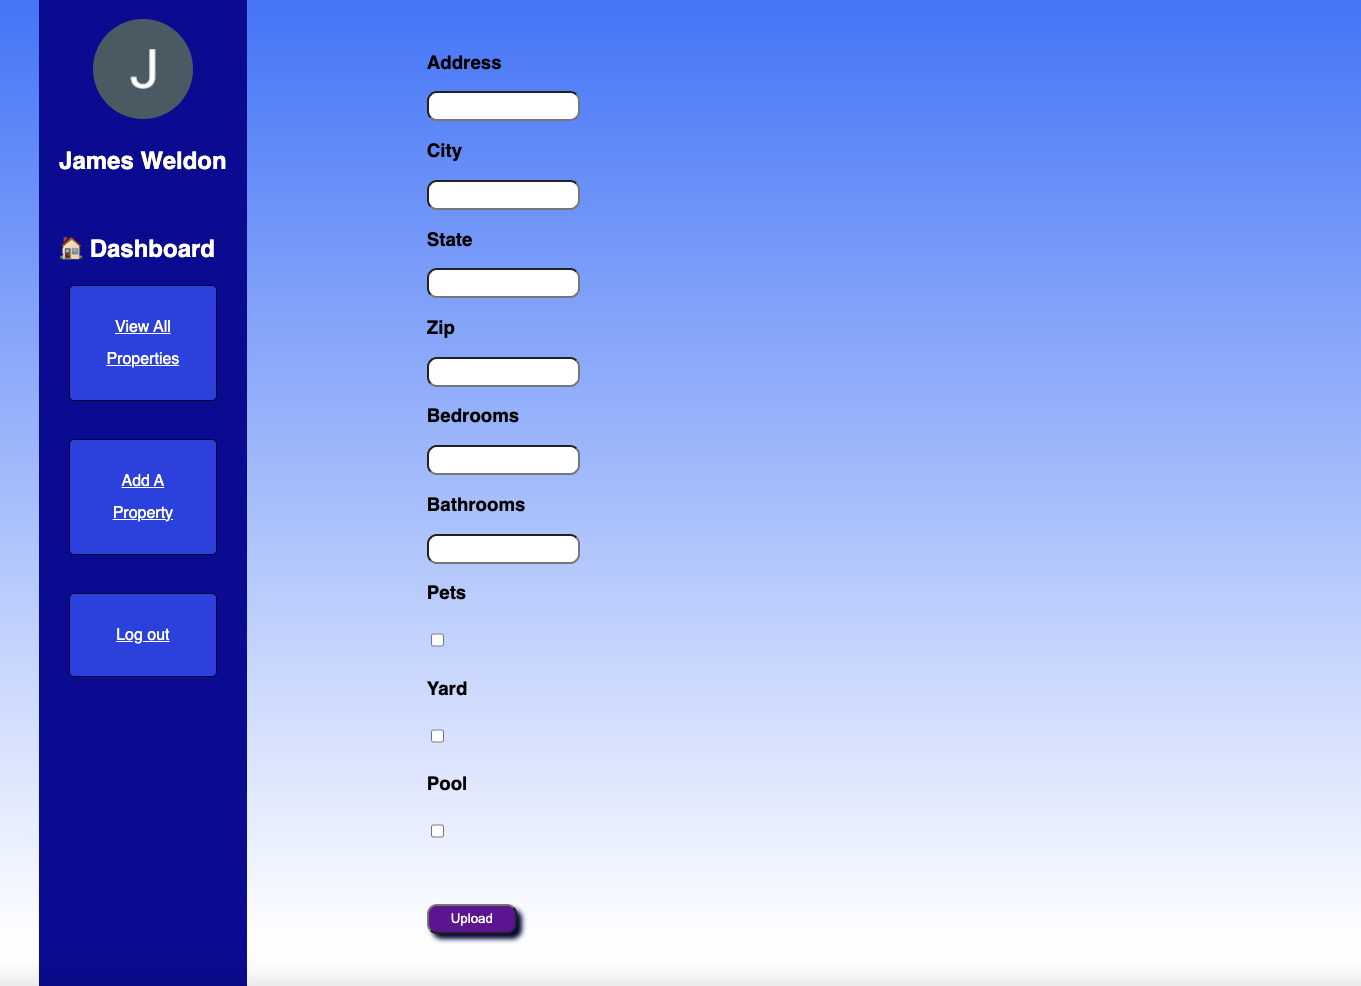 J
James Weldon
🏠 Dashboard
View All
Properties
Add A
Property
Log out
Address
City
State
Zip
Bedrooms
Bathrooms
Pets
Yard
Pool
Upload